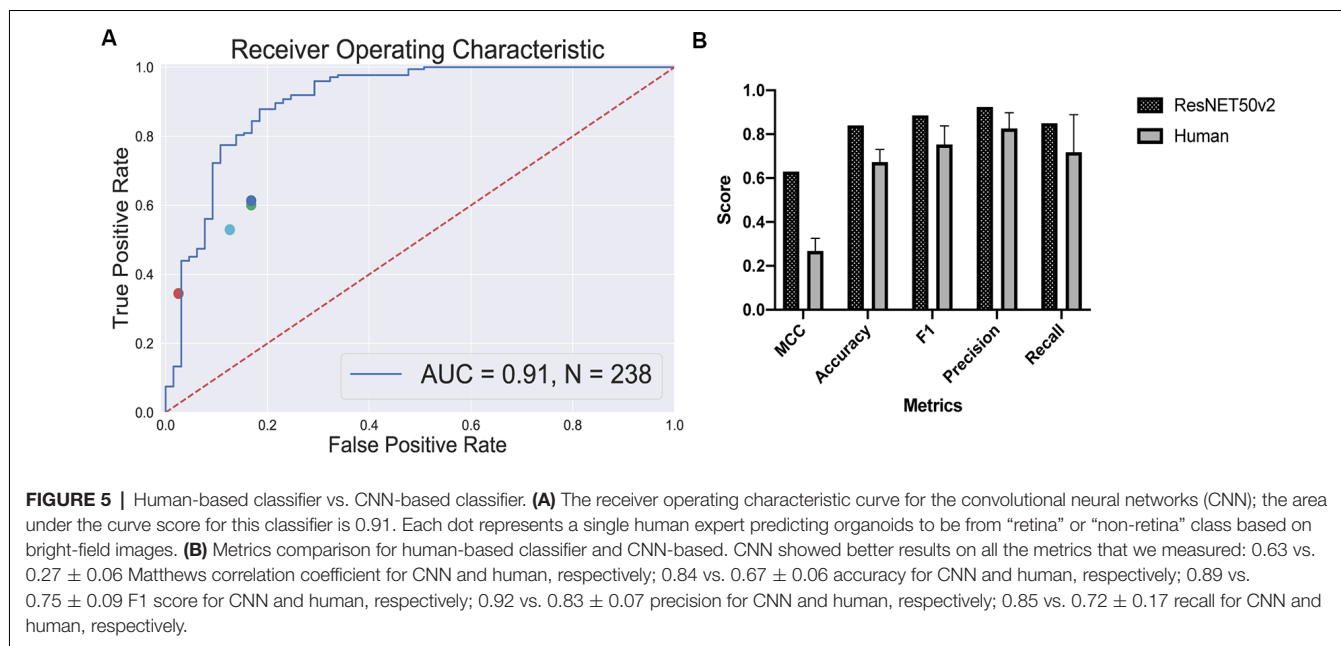 A
Receiver Operating Characteristic
1.0
0.8
0.6
0.4
0.2
0.0
True Positive Rate
0.0 0.2 0.4 0.6 0.8 1.0
False Positive Rate
AUC = 0.91, N = 238
B
1.0
0.8
0.6
0.4
0.2
0.0
Score
MCC
Accuracy
F1
Precision
Recall
Metrics
ResNET50v2
Human
FIGURE 5 | Human-based classifier vs. CNN-based classifier. (A) The receiver operating characteristic curve for the convolutional neural networks (CNN); the area
under the curve score for this classifier is 0.91. Each dot represents a single human expert predicting organoids to be from “retina” or “non-retina” class based on
bright-field images. (B) Metrics comparison for human-based classifier and CNN-based. CNN showed better results on all the metrics that we measured: 0.63 vs.
0.27 ± 0.06 Matthews correlation coefficient for CNN and human, respectively; 0.84 vs. 0.67 ± 0.06 accuracy for CNN and human, respectively; 0.89 vs.
0.75 ± 0.09 F1 score for CNN and human, respectively; 0.92 vs. 0.83 ± 0.07 precision for CNN and human, respectively; 0.85 vs. 0.72 ± 0.17 recall for CNN and
human, respectively.